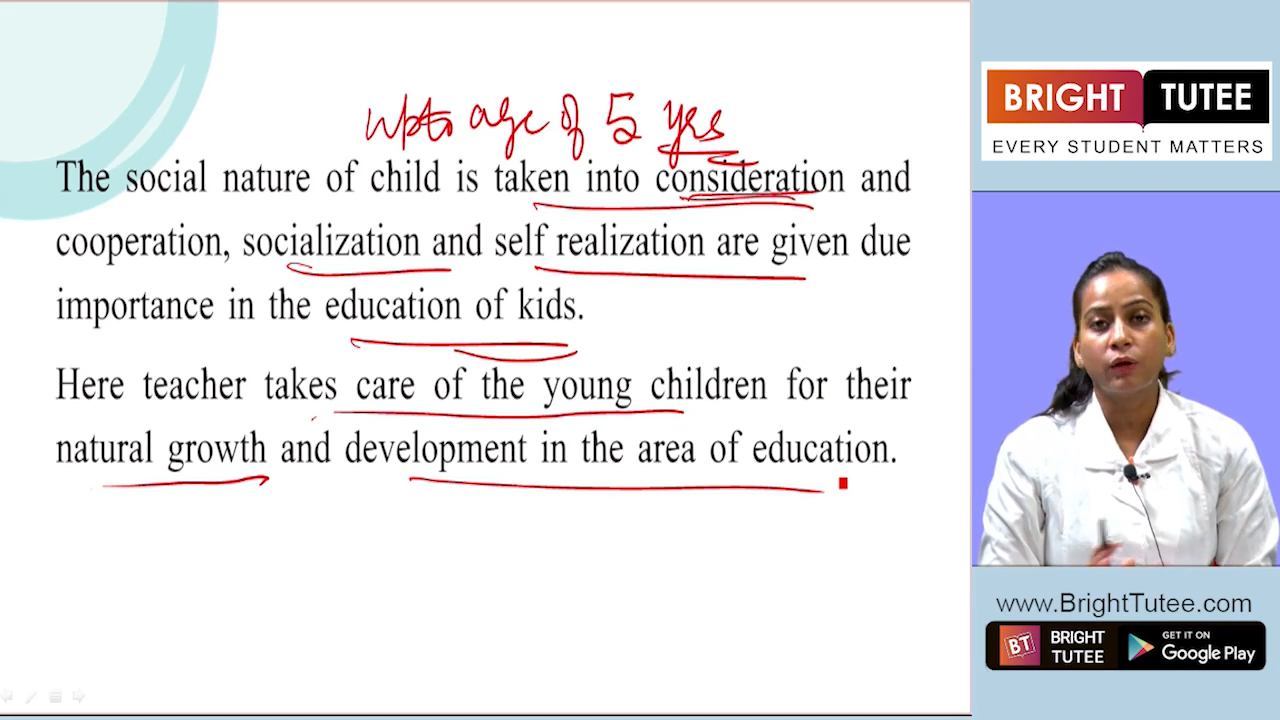 upto age of 5 yrs
The social nature of child is taken into consideration and
cooperation, socialization and self realization are given due
importance in the education of kids.
Here teacher takes care of the young children for their
natural growth and development in the area of education.
BRIGHT TUTEE
EVERY STUDENT MATTERS
www.BrightTutee.com
BT
BRIGHT
TUTEE
GET IT ON
Google Play